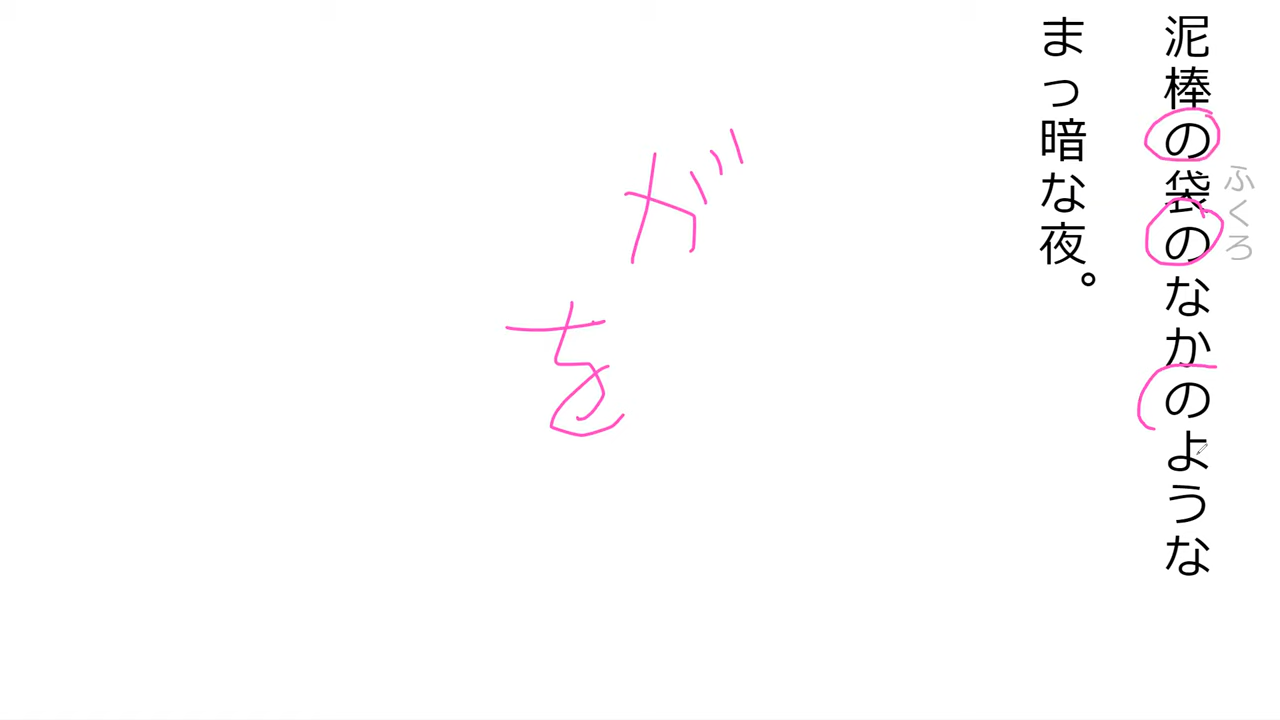 泥棒の袋のなかのような
ふくろ
まっ暗な夜。
が
を